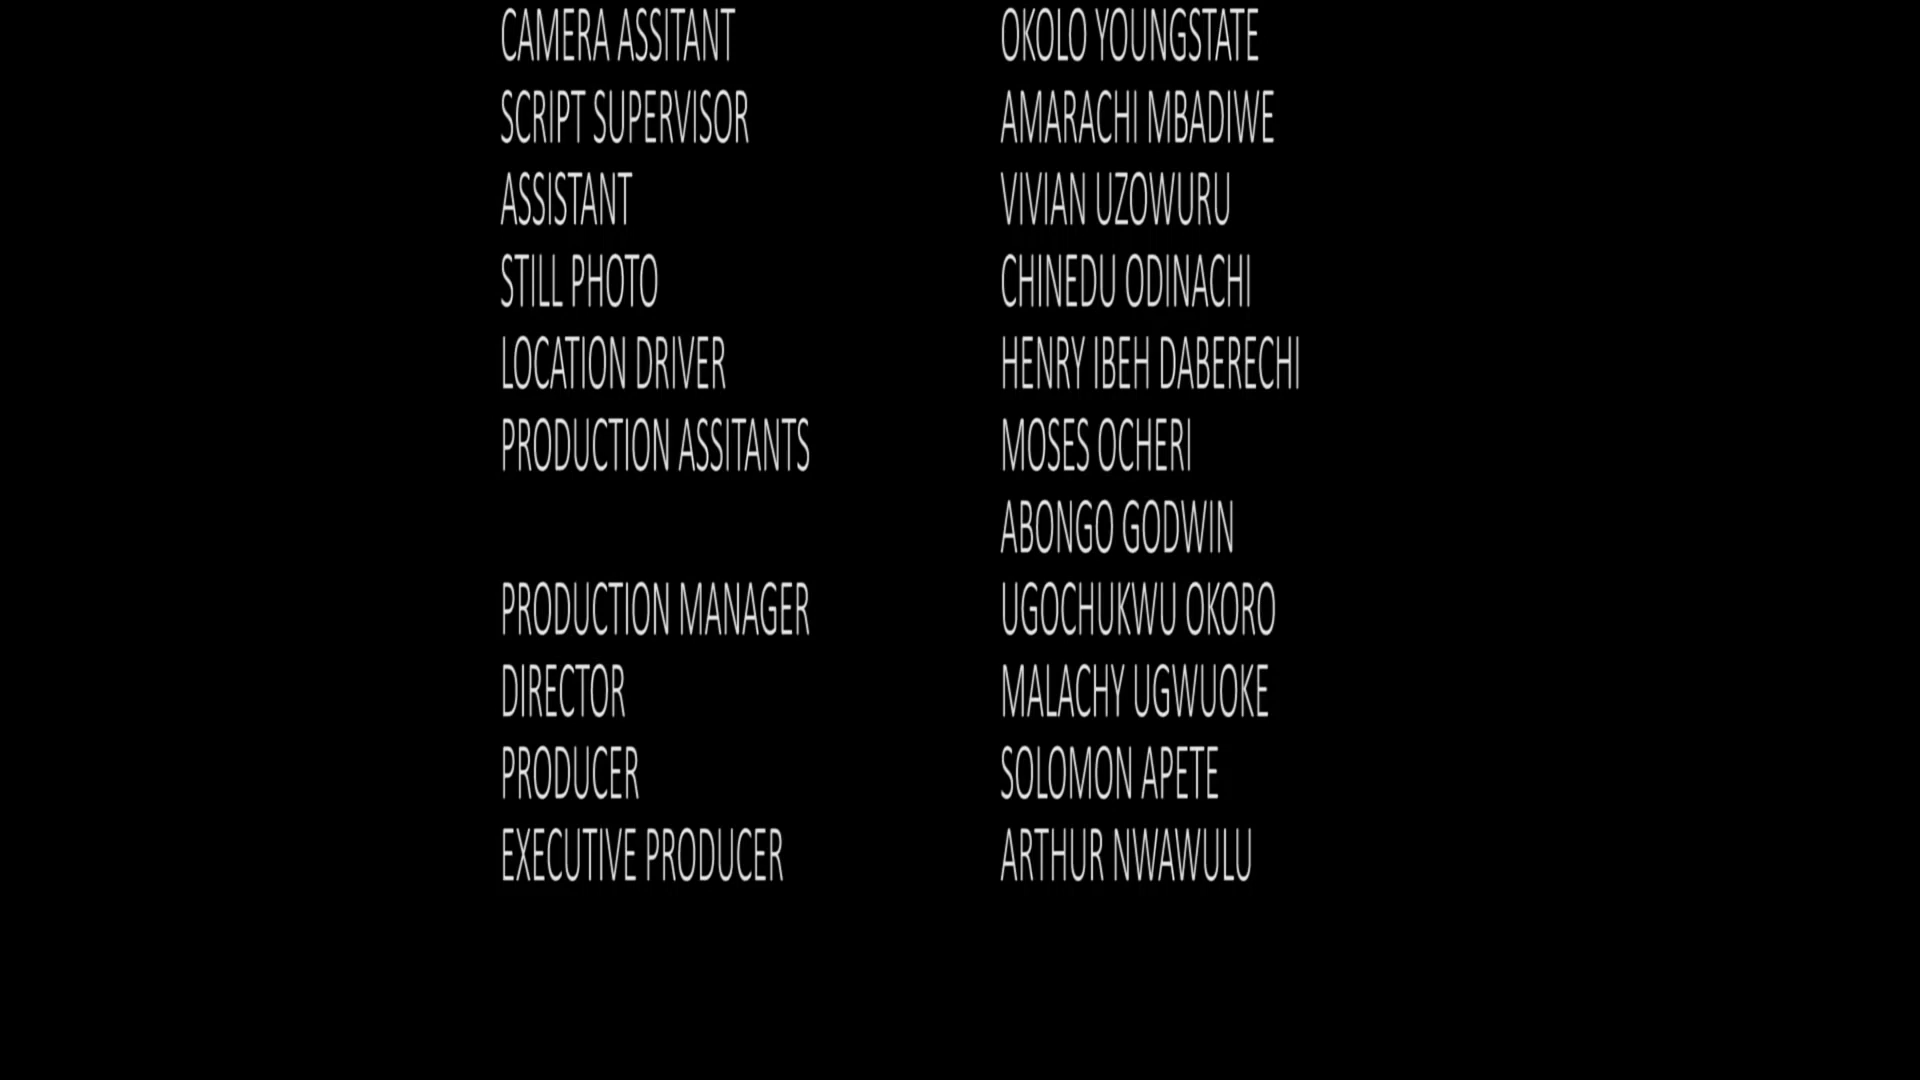 CAMERA ASSITANT OKOLO YOUNGSTATE
SCRIPT SUPERVISOR AMARACHI MBADIWE
ASSISTANT VIVIAN UZOWURU
STILL PHOTO CHINEDU ODINACHI
LOCATION DRIVER HENRY IBEH DABERECHI
PRODUCTION ASSITANTS MOSES OCHERI
ABONGO GODWIN
PRODUCTION MANAGER UGOCHUKWU OKORO
DIRECTOR MALACHY UGWUOKE
PRODUCER SOLOMON APETE
EXECUTIVE PRODUCER ARTHUR NWAWULU